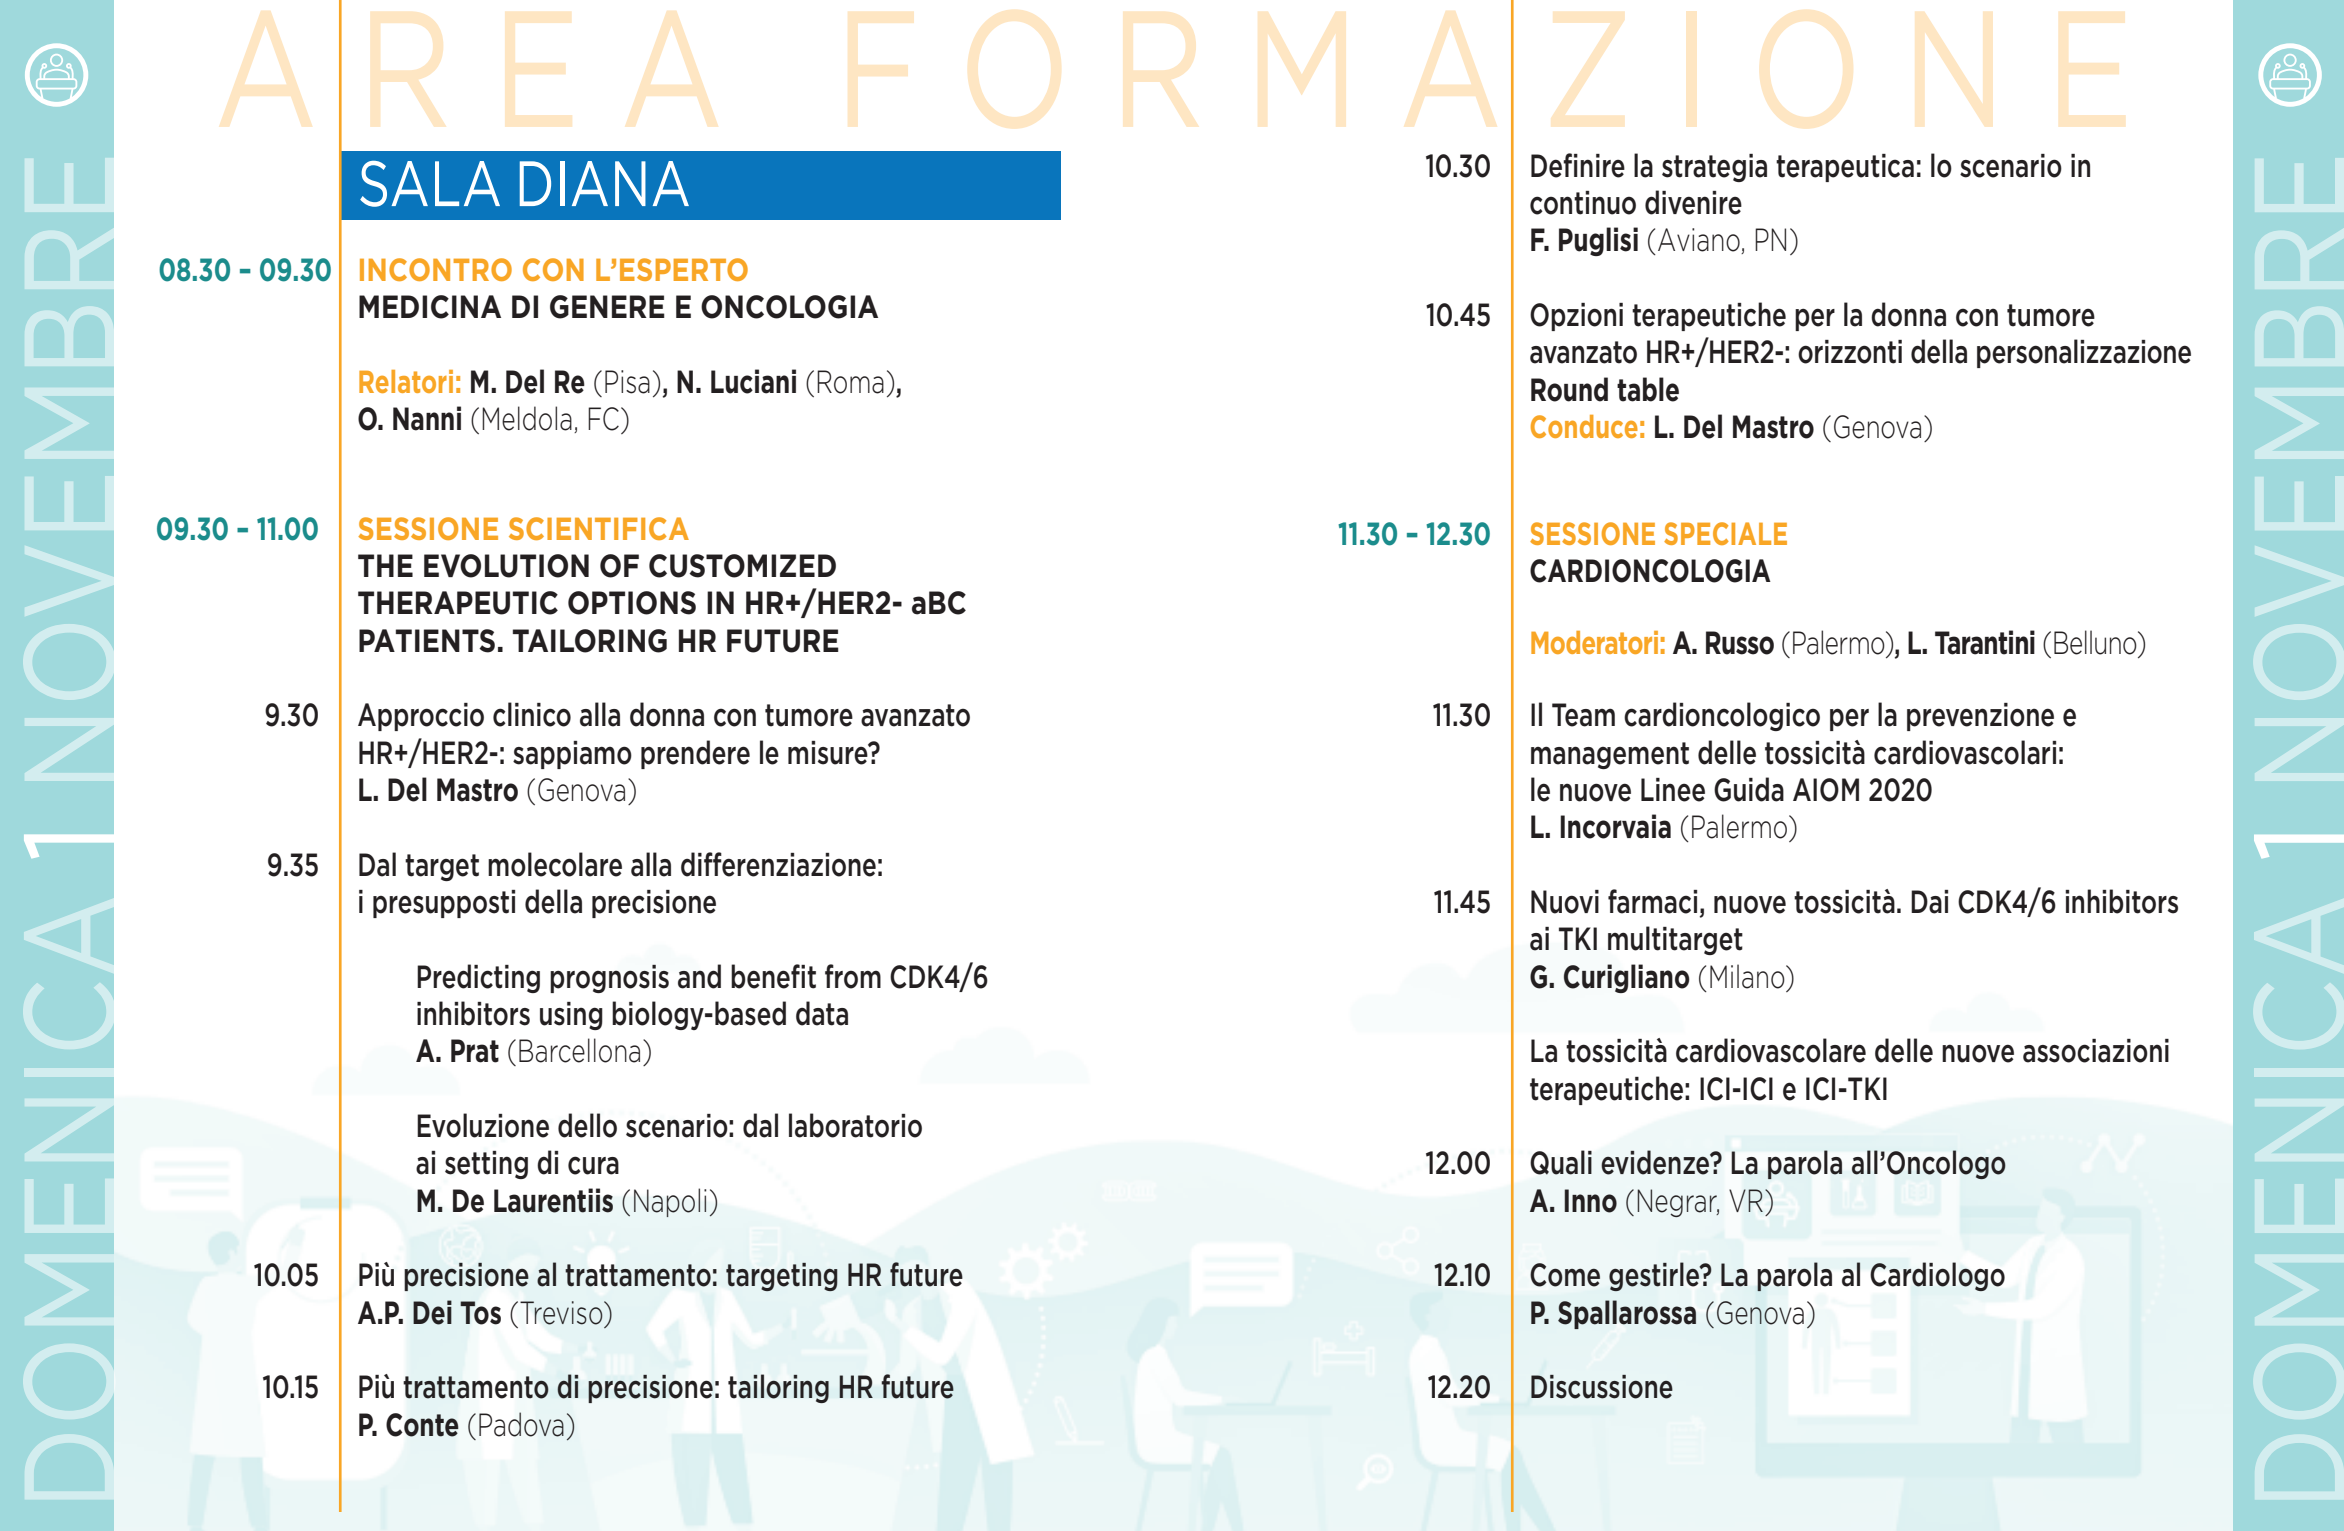 AREA FORMAZIONE
DOMENICA 1 NOVEMBRE
SALA DIANA
08.30 - 09.30
INCONTRO CON L'ESPERTO
MEDICINA DI GENERE E ONCOLOGIA
Relatori: M. Del Re (Pisa), N. Luciani (Roma),
O. Nanni (Meldola, FC)
09.30 - 11.00
SESSIONE SCIENTIFICA
THE EVOLUTION OF CUSTOMIZED
THERAPEUTIC OPTIONS IN HR+/HER2- aBC
PATIENTS. TAILORING HR FUTURE
9.30
Approccio clinico alla donna con tumore avanzato
HR+/HER2-: sappiamo prendere le misure?
L. Del Mastro (Genova)
9.35
Dal target molecolare alla differenziazione:
i presupposti della precisione
Predicting prognosis and benefit from CDK4/6
inhibitors using biology-based data
A. Prat (Barcellona)
Evoluzione dello scenario: dal laboratorio
ai setting di cura
M. De Laurentiis (Napoli)
10.05
Più precisione al trattamento: targeting HR future
A.P. Dei Tos (Treviso)
10.15
Più trattamento di precisione: tailoring HR future
P. Conte (Padova)
10.30
Definire la strategia terapeutica: lo scenario in
continuo divenire
F. Puglisi (Aviano, PN)
10.45
Opzioni terapeutiche per la donna con tumore
avanzato HR+/HER2-: orizzonti della personalizzazione
Round table
Conduce: L. Del Mastro (Genova)
11.30 - 12.30
SESSIONE SPECIALE
CARDIONCOLOGIA
Moderatori: A. Russo (Palermo), L. Tarantini (Belluno)
11.30
Il Team cardioncologico per la prevenzione e
management delle tossicità cardiovascolari:
le nuove Linee Guida AIOM 2020
L. Incorvaia (Palermo)
11.45
Nuovi farmaci, nuove tossicità. Dai CDK4/6 inhibitors
ai TKI multitarget
G. Curigliano (Milano)
La tossicità cardiovascolare delle nuove associazioni
terapeutiche: ICI-ICI e ICI-TKI
12.00
Quali evidenze? La parola all'Oncologo
A. Inno (Negrar, VR)
12.10
Come gestirle? La parola al Cardiologo
P. Spallarossa (Genova)
12.20
Discussione
DOMENICA 1 NOVEMBRE